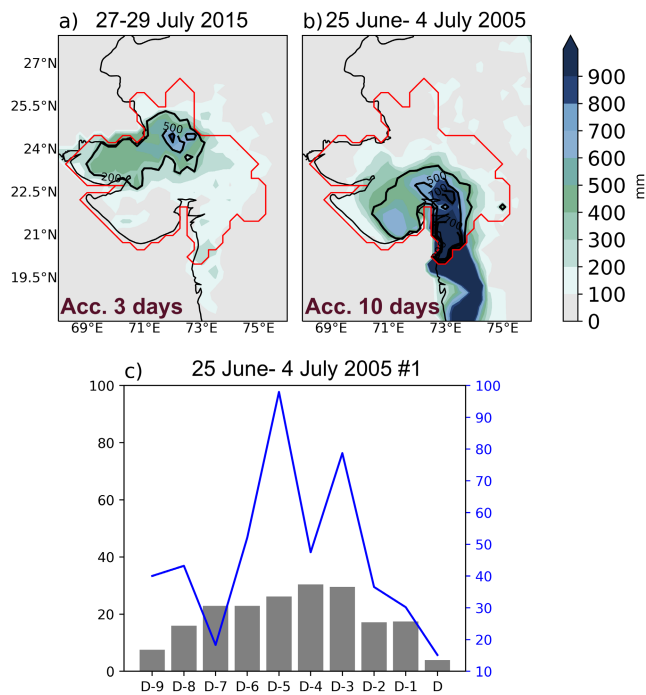 a) 27-29 July 2015
b) 25 June- 4 July 2005
27°N
25.5°N
24°N
22.5°N
21°N
19.5°N
500
200
500
700
Acc. 3 days
Acc. 10 days
69°E 71°E 73°E 75°E
69°E 71°E 73°E 75°E
900
800
700
600
500
400
300
200
100
0
mm
c) 25 June- 4 July 2005 #1
100
80
60
40
20
0
100
90
80
70
60
50
40
30
20
10
D-9 D-8 D-7 D-6 D-5 D-4 D-3 D-2 D-1 D